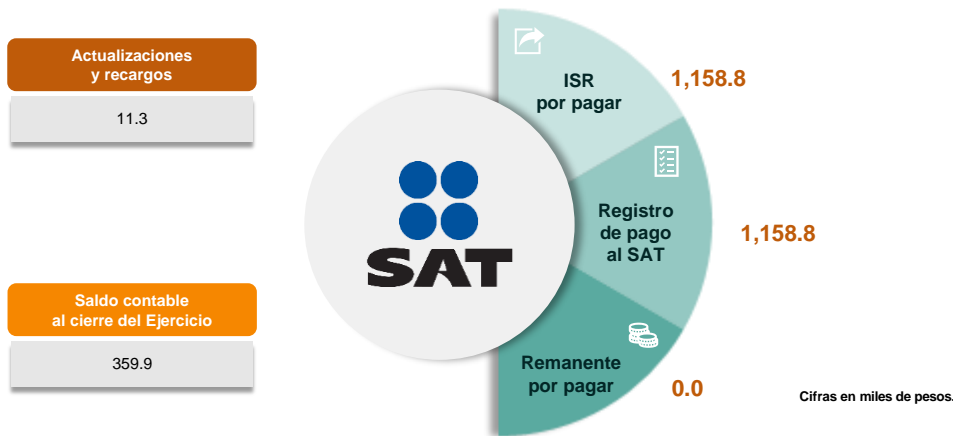 Actualizaciones
y recargos
11.3
Saldo contable
al cierre del Ejercicio
359.9
SAT
ISR
por pagar
1,158.8
Registro
de pago
al SAT
1,158.8
Remanente
por pagar
0.0
Cifras en miles de pesos.